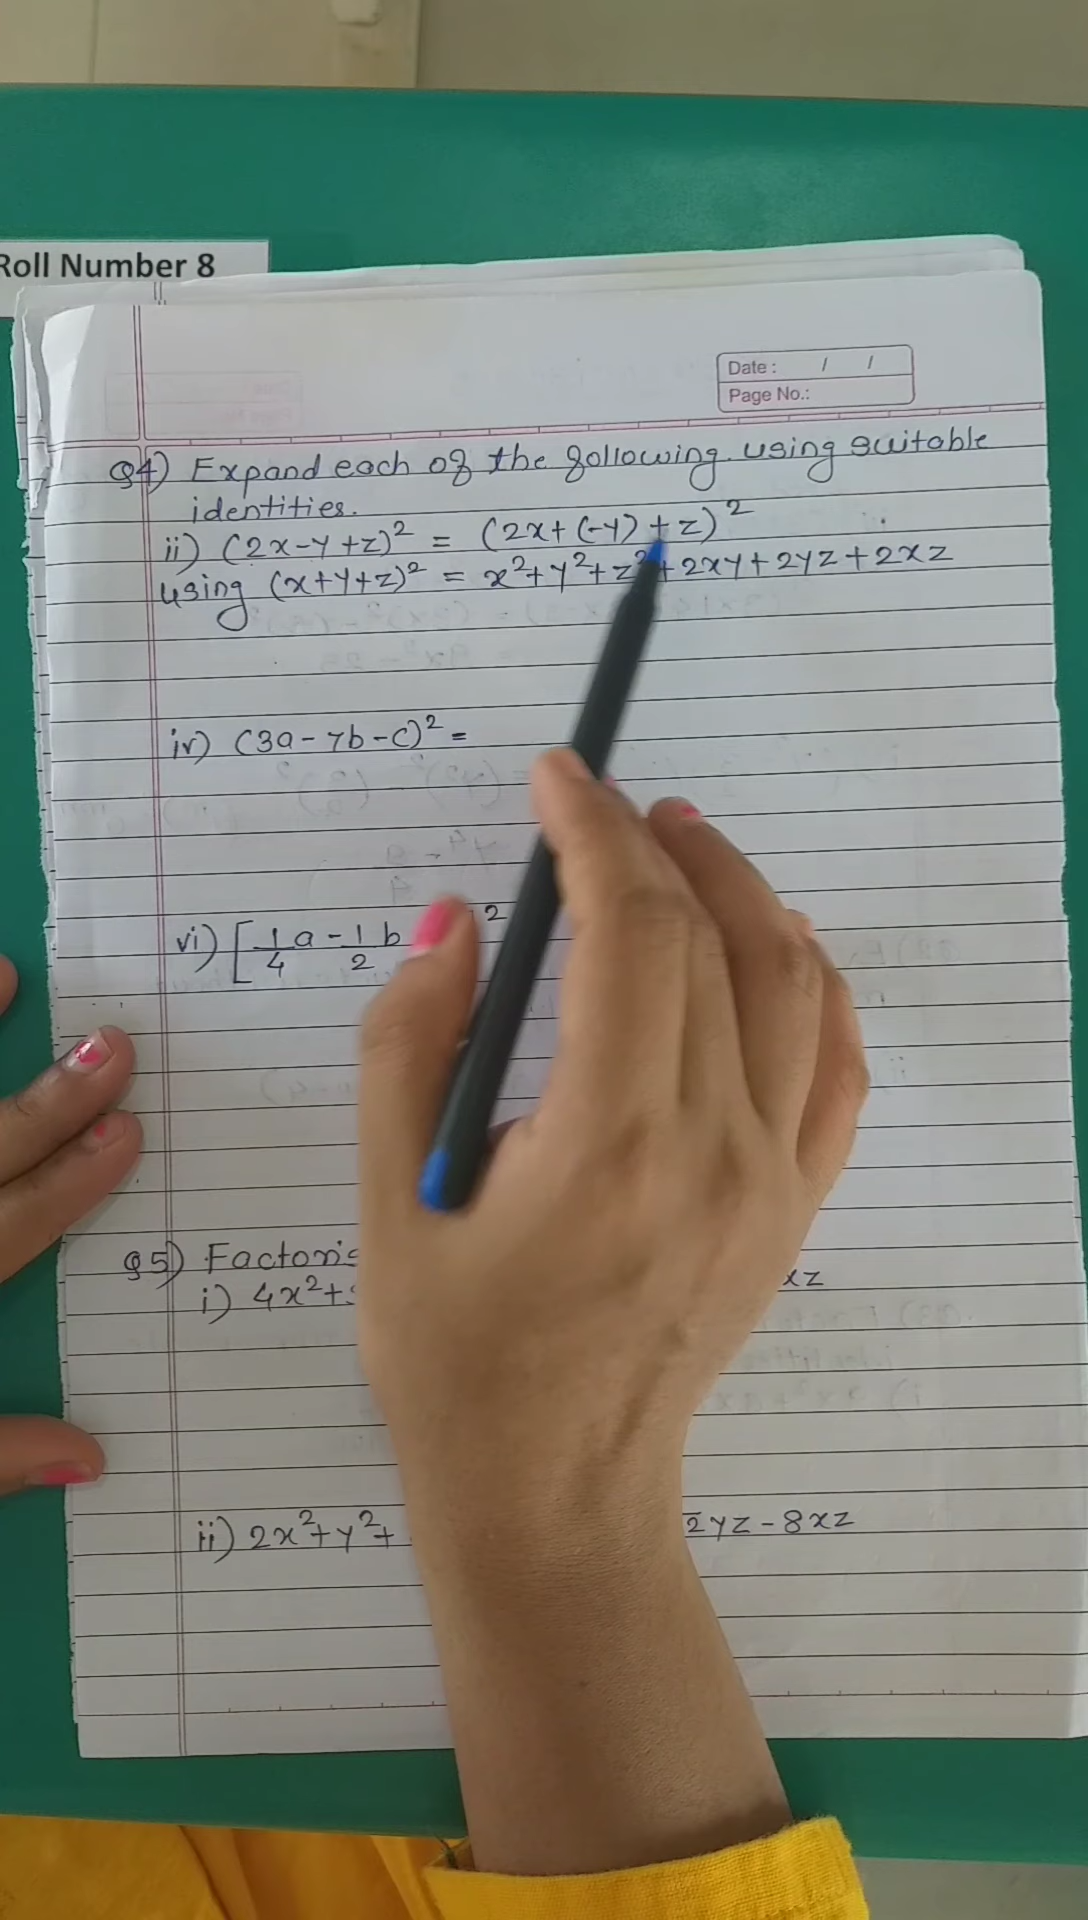 Roll Number 8
Date : / /
Page No.:
Q4) Expand each of the following using suitable
identities.
ii) (2x-y+z)² = (2x+(-y)+z)²
using (x+y+z)² = x²+y²+z²+2xy+2yz+2xz
iv) (3a-7b-c)² =
vi) [1/4 a - 1/2 b ²
Q5)
i) 4x²+ xz
ii) 2x²+y²+ 2yz-8xz